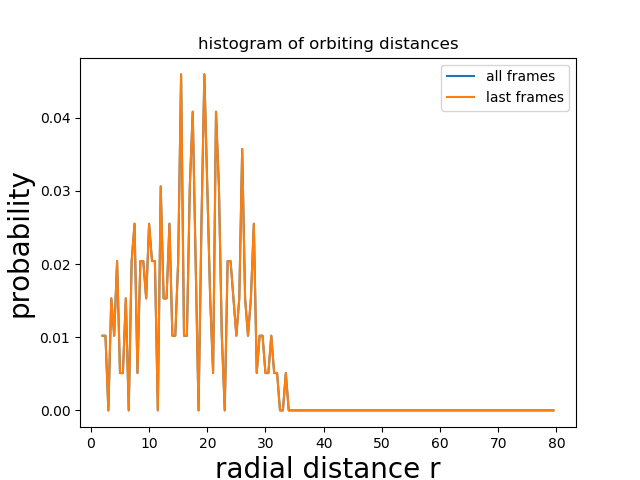 histogram of orbiting distances
all frames
last frames
0.04
0.03
0.02
0.01
0.00
probability
0 10 20 30 40 50 60 70 80
radial distance r